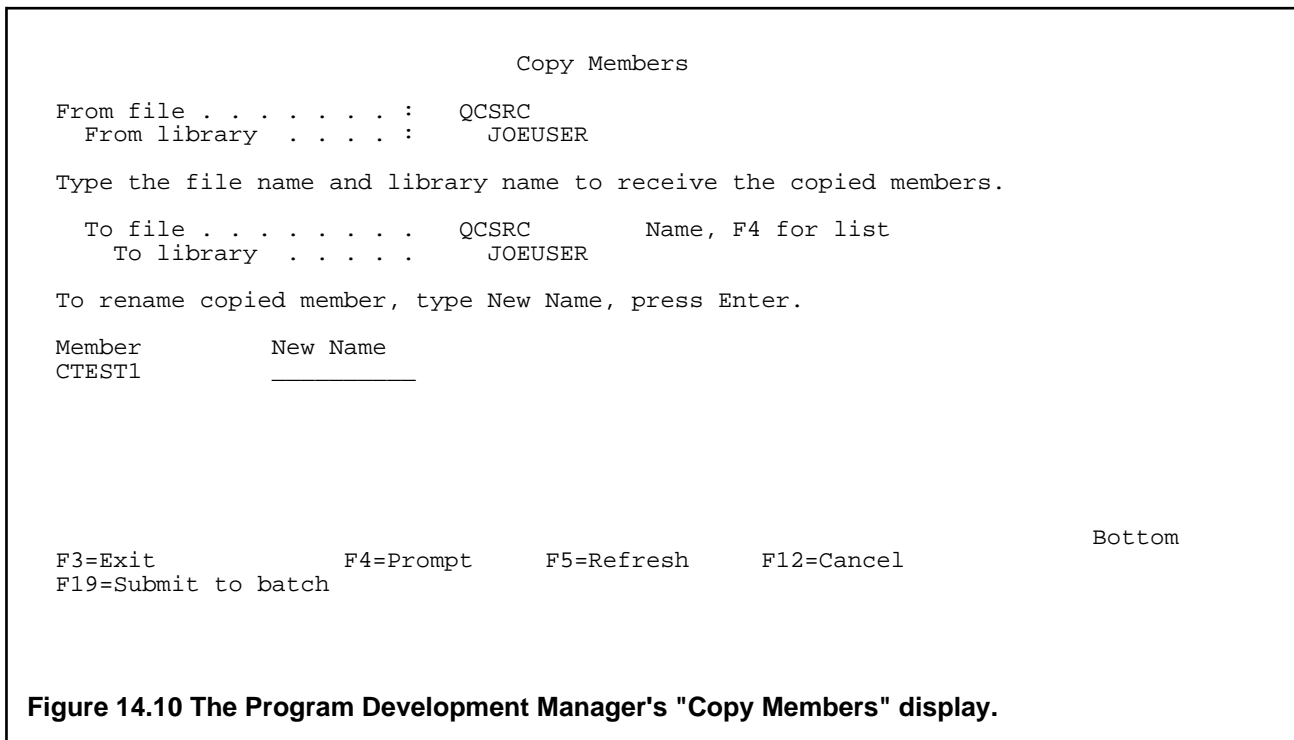 Copy Members
From file . . . . . . . :   QCSRC
From library  . . . . :     JOEUSER
Type the file name and library name to receive the copied members.
To file . . . . . . . .   QCSRC        Name, F4 for list
To library  . . . . .     JOEUSER
To rename copied member, type New Name, press Enter.
Member         New Name
CTEST1         __________
Bottom
F3=Exit             F4=Prompt     F5=Refresh     F12=Cancel
F19=Submit to batch
Figure 14.10 The Program Development Manager's "Copy Members" display.